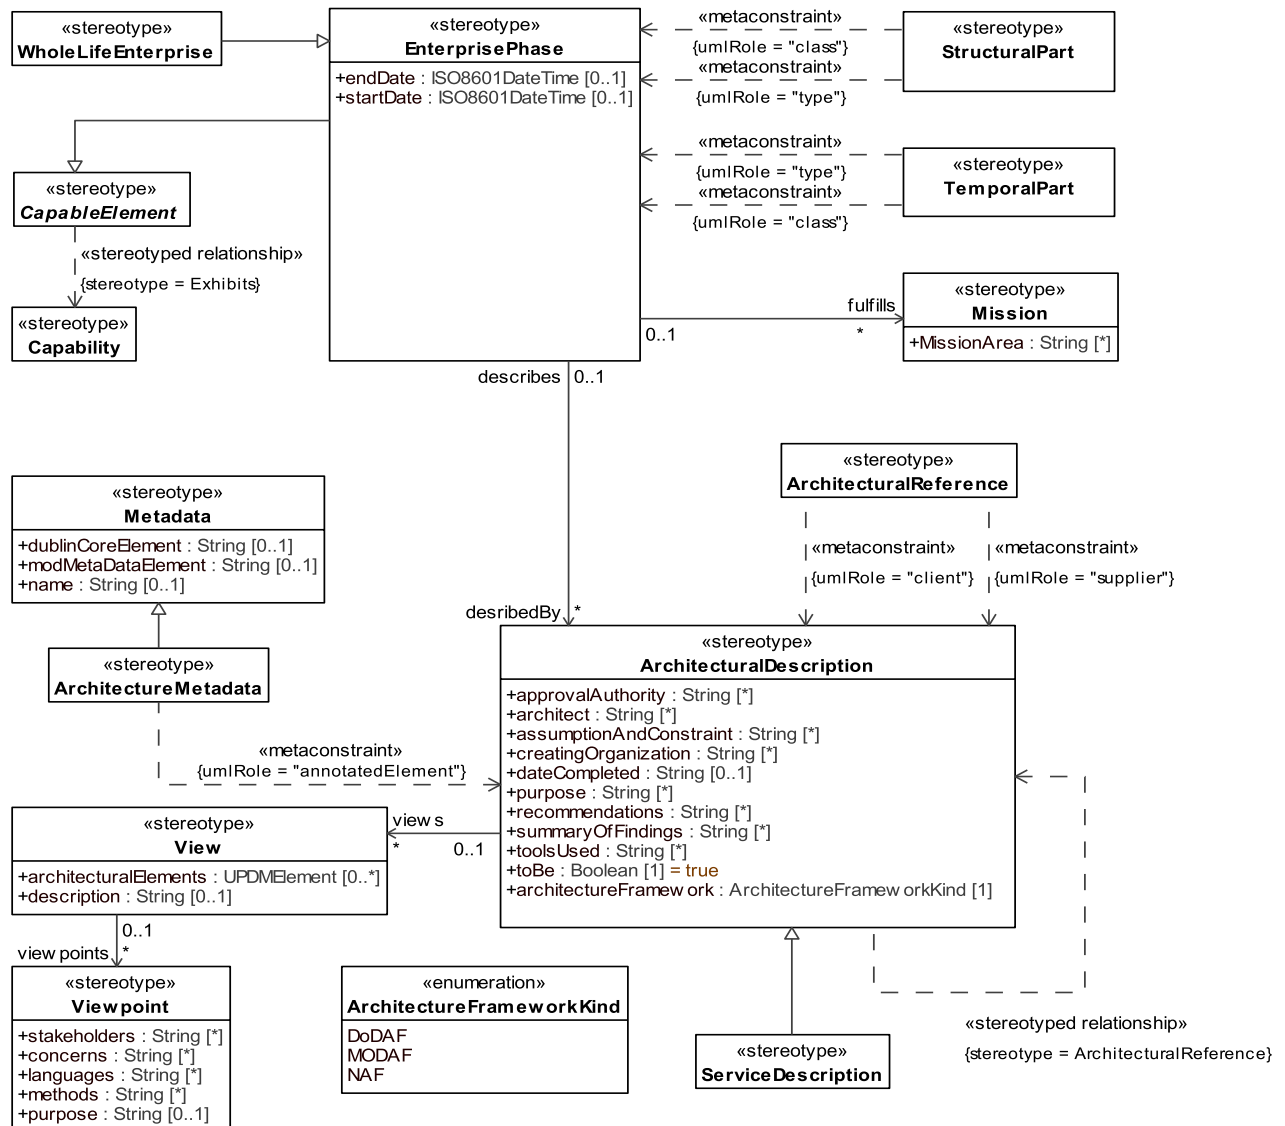 «stereotype»
WholeLifeEnterprise
«stereotype»
EnterprisePhase
+endDate : ISO8601DateTime [0..1]
+startDate : ISO8601DateTime [0..1]
«metaconstraint»
{umlRole = "class"}
«metaconstraint»
{umlRole = "type"}
«stereotype»
StructuralPart
«metaconstraint»
{umlRole = "type"}
«metaconstraint»
{umlRole = "class"}
«stereotype»
TemporalPart
«stereotype»
CapableElement
«stereotyped relationship»
{stereotype = Exhibits}
«stereotype»
Capability
fulfills
0..1
*
«stereotype»
Mission
+MissionArea : String [*]
describes
0..1
«stereotype»
ArchitecturalReference
«metaconstraint»
{umlRole = "client"}
«metaconstraint»
{umlRole = "supplier"}
«stereotype»
Metadata
+dublinCoreElement : String [0..1]
+modMetaDataElement : String [0..1]
+name : String [0..1]
desribedBy
*
«stereotype»
ArchitectureMetadata
«metaconstraint»
{umlRole = "annotatedElement"}
«stereotype»
ArchitecturalDescription
+approvalAuthority : String [*]
+architect : String [*]
+assumptionAndConstraint : String [*]
+creatingOrganization : String [*]
+dateCompleted : String [0..1]
+purpose : String [*]
+recommendations : String [*]
+summaryOfFindings : String [*]
+toolsUsed : String [*]
+toBe : Boolean [1] = true
+architectureFramework : ArchitectureFrameworkKind [1]
views
*
0..1
«stereotype»
View
+architecturalElements : UPDMElement [0..*]
+description : String [0..1]
0..1
viewpoints
*
«stereotype»
Viewpoint
+stakeholders : String [*]
+concerns : String [*]
+languages : String [*]
+methods : String [*]
+purpose : String [0..1]
«enumeration»
ArchitectureFrameworkKind
DoDAF
MODAF
NAF
«stereotype»
ServiceDescription
«stereotyped relationship»
{stereotype = ArchitecturalReference}